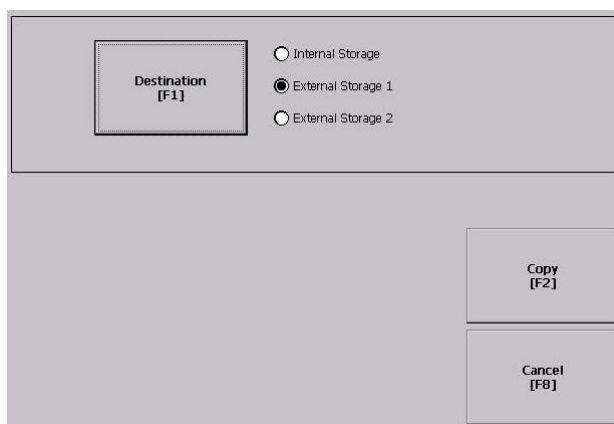 Destination
[F1]
Internal Storage
External Storage 1
External Storage 2
Copy
[F2]
Cancel
[F8]